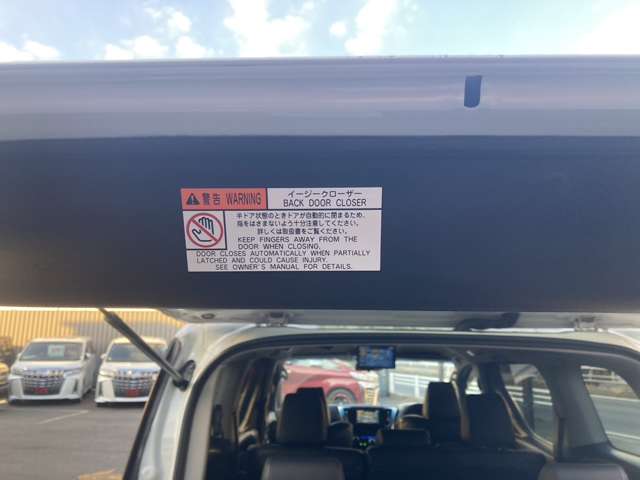 警告 WARNING
イージークローザー
BACK DOOR CLOSER
半ドア状態のときドアが自動的に閉まるため、
指をはさまないよう十分注意してください。
詳しくは取扱書をご覧ください。
KEEP FINGERS AWAY FROM THE
DOOR WHEN CLOSING.
DOOR CLOSES AUTOMATICALLY WHEN PARTIALLY
LATCHED AND COULD CAUSE INJURY.
SEE OWNER'S MANUAL FOR DETAILS.